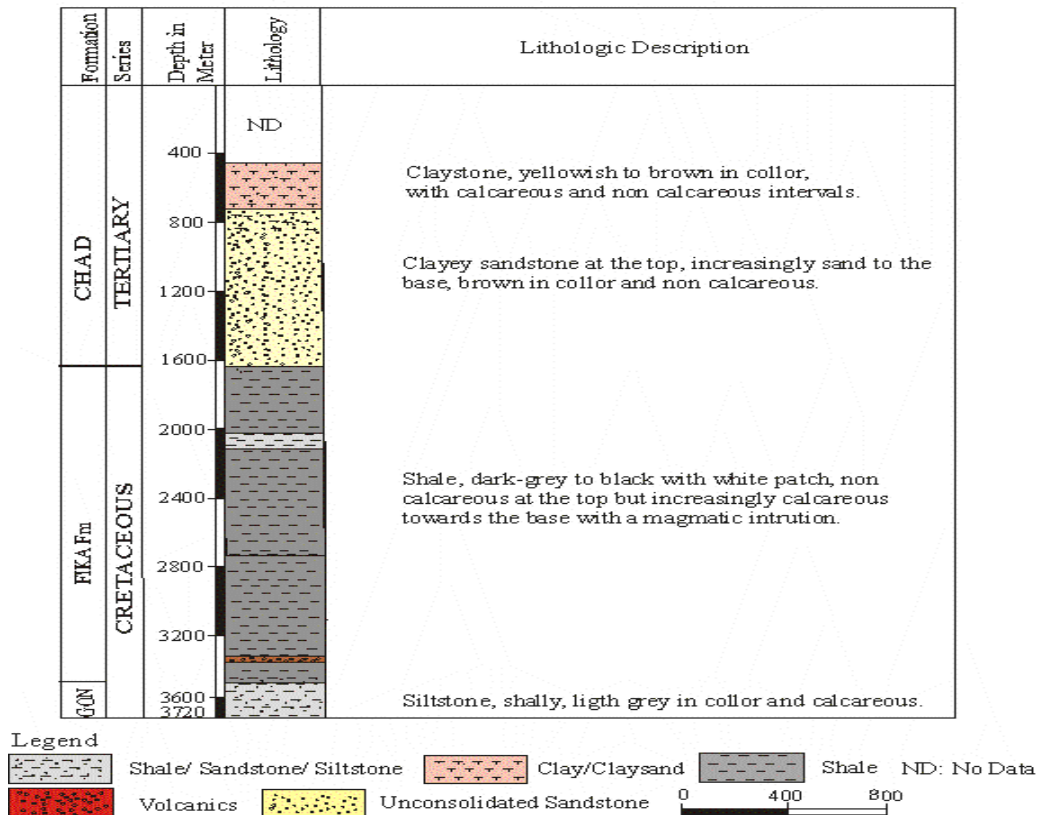 Formation
Series
Depth in
Meter
Lithology
Lithologic Description
CHAD
TERTIARY
FIKA Fm
CRETACEOUS
GON
ND
400
800
1200
1600
2000
2400
2800
3200
3600
3720
Claystone, yellowish to brown in collor,
with calcareous and non calcareous intervals.
Clayey sandstone at the top, increasingly sand to the
base, brown in collor and non calcareous.
Shale, dark-grey to black with white patch, non
calcareous at the top but increasingly calcareous
towards the base with a magmatic intrution.
Siltstone, shally, ligth grey in collor and calcareous.
Legend
Shale/ Sandstone/ Siltstone
Clay/Claysand
Shale
ND: No Data
Volcanics
Unconsolidated Sandstone
0 400 800